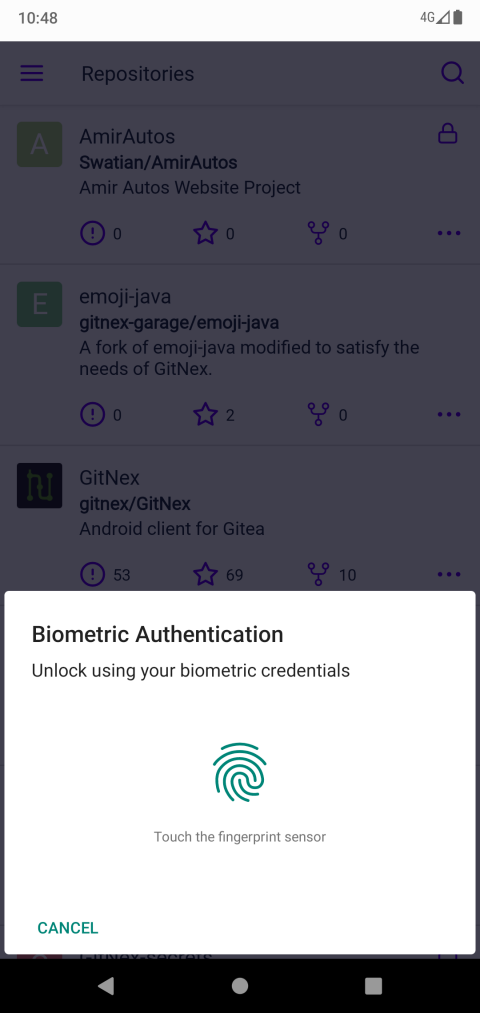 10:48
4G
Repositories
A
AmirAutos
Swatian/AmirAutos
Amir Autos Website Project
0
0
0
E
emoji-java
gitnex-garage/emoji-java
A fork of emoji-java modified to satisfy the
needs of GitNex.
0
2
0
GitNex
gitnex/GitNex
Android client for Gitea
53
69
10
Biometric Authentication
Unlock using your biometric credentials
Touch the fingerprint sensor
CANCEL
GitNex-secrets